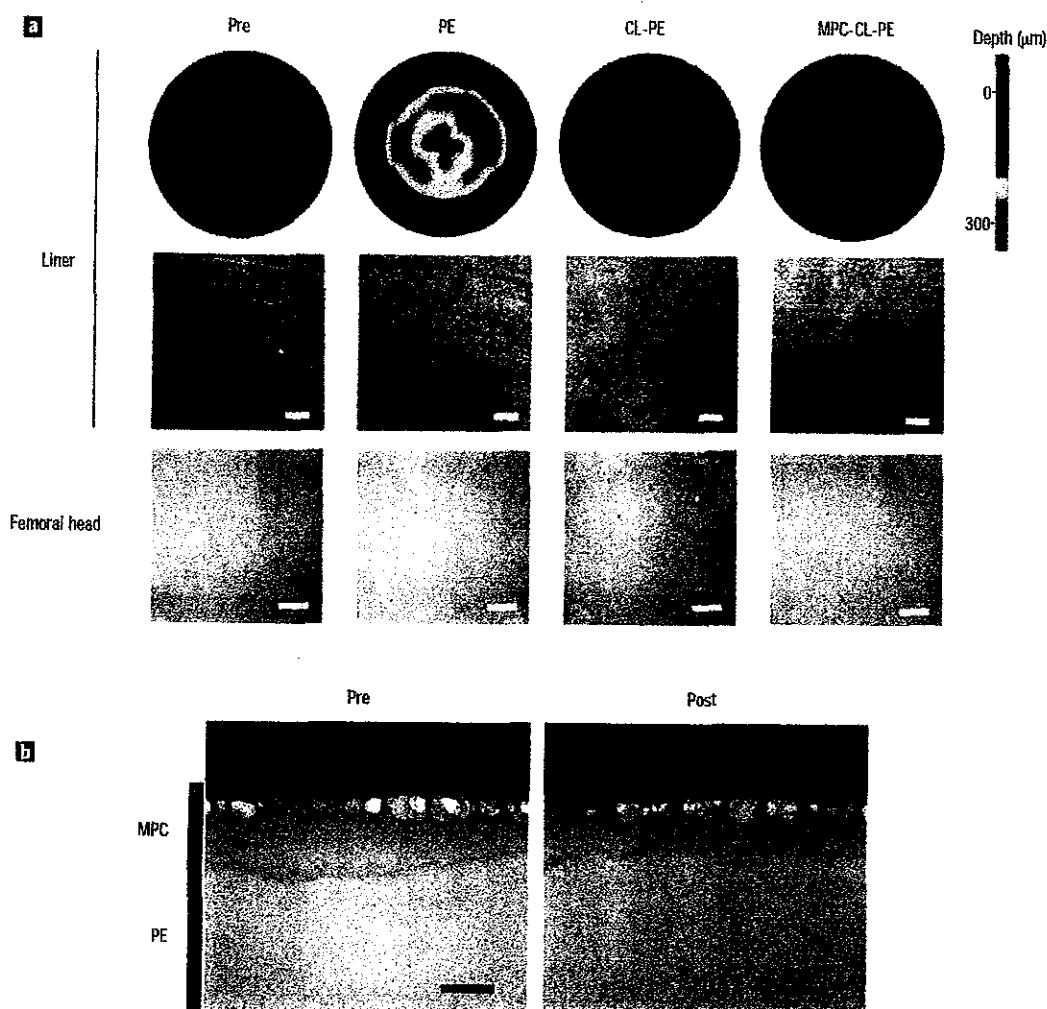 a
Pre
PE
CL-PE
MPC-CL-PE
Depth (μm)
0
300
Liner
Femoral head
Pre
Post
b
MPC
PE